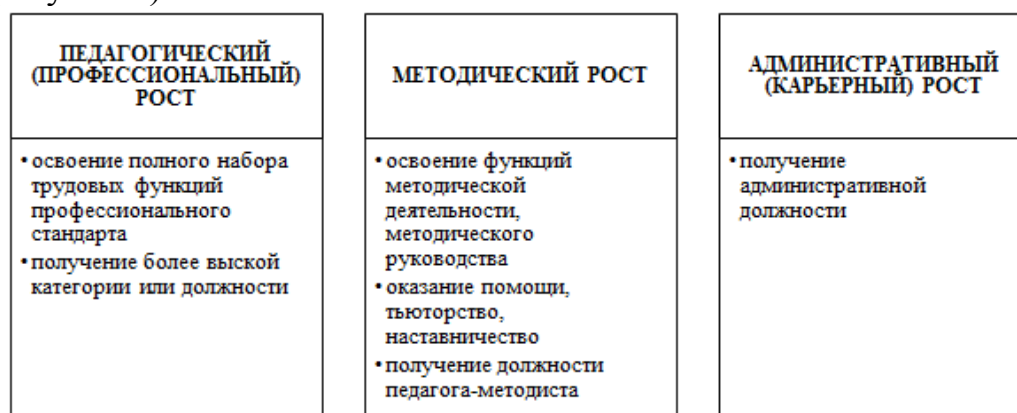 ПЕДАГОГИЧЕСКИЙ
(ПРОФЕССИОНАЛЬНЫЙ)
РОСТ
• освоение полного набора
трудовых функций
профессионального
стандарта
• получение более выской
категории или должности
МЕТОДИЧЕСКИЙ РОСТ
• освоение функций
методической
деятельности,
методического
руководства
• оказание помощи,
тьюторство,
наставничество
• получение должности
педагога-методиста
АДМИНИСТРАТИВНЫЙ
(КАРЬЕРНЫЙ) РОСТ
• получение
административной
должности